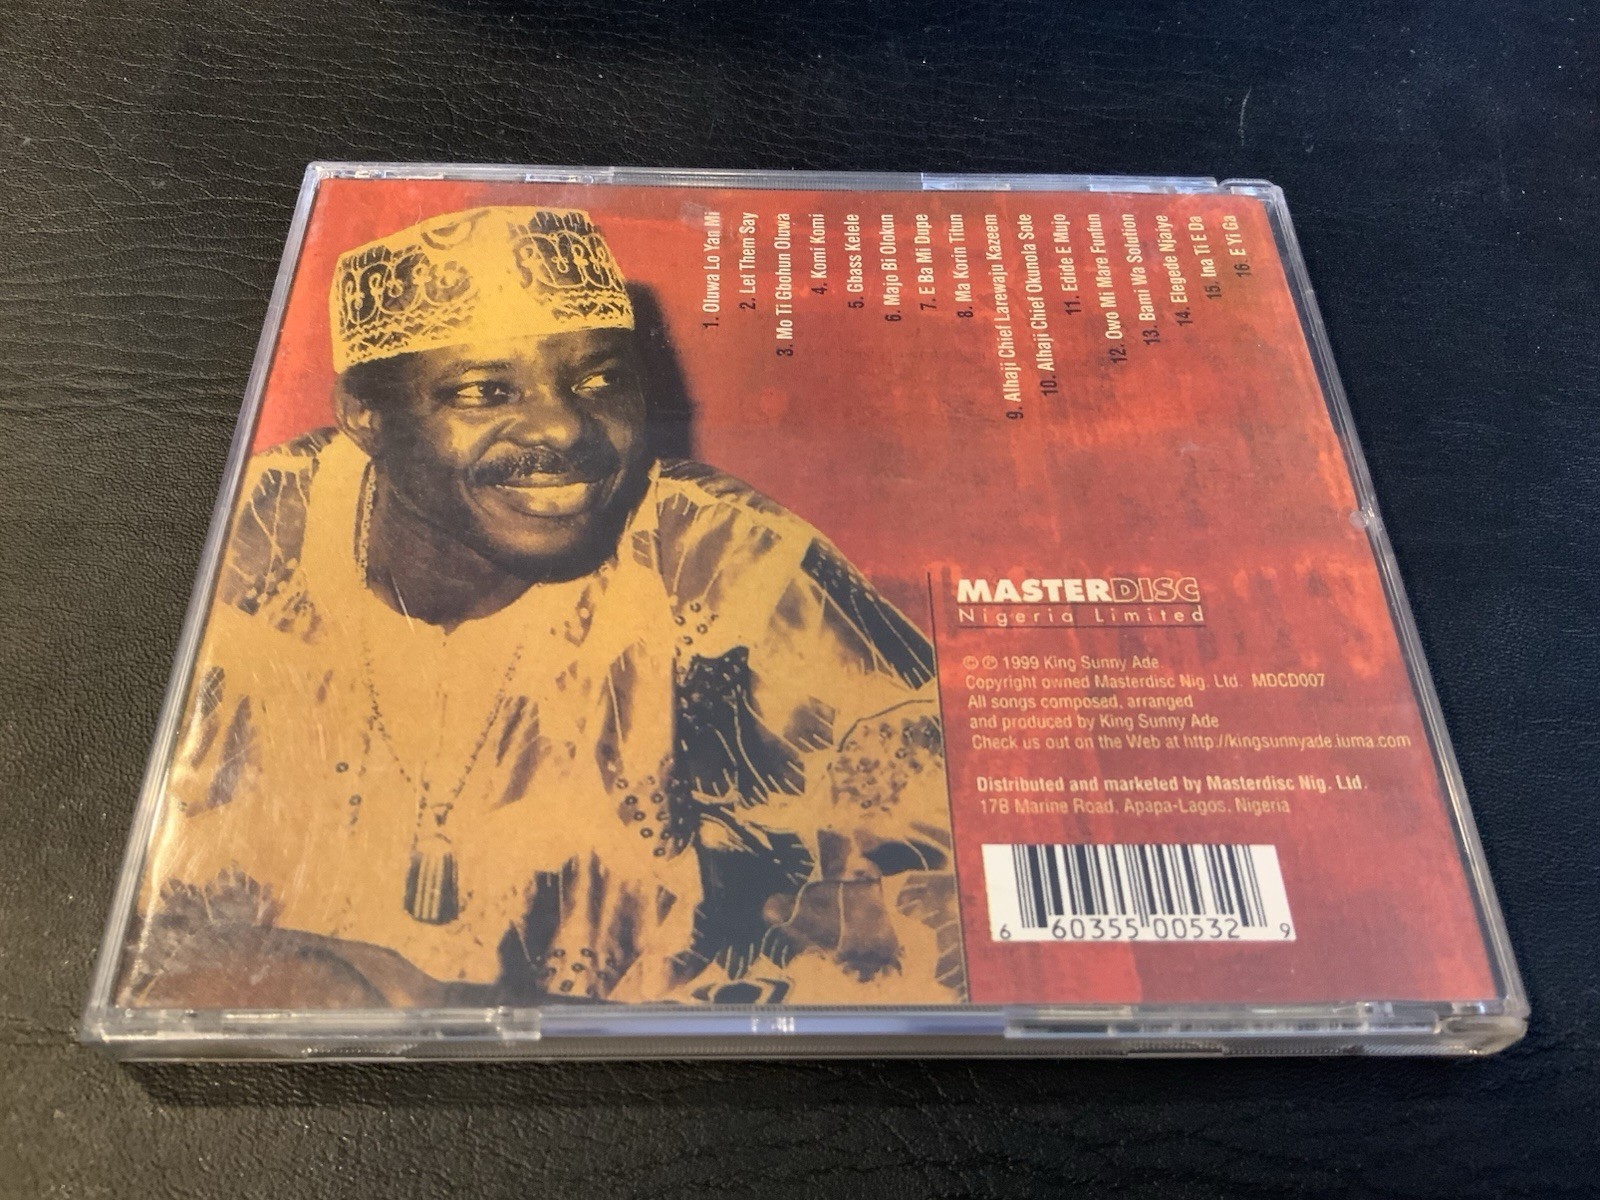 1. Oluwa Lo Yan Mi
2. Let Them Say
3. Mo Ti Gbohun Oluwa
4. Komi Komi
5. Gbass Kelele
6. Majo Bi Olokun
7. E Ba Mi Dupe
8. Ma Korin Titun
9. Alhaji Chief Larewaju Kazeem
10. Alhaji Chief Okunola Sote
11. Edide E Mujo
12. Owo Mi Mare Funfun
13. Bami Wa Solution
14. Elegede Njaiye
15. Ina Ti E Da
16. E Yi Ga
MASTERDISC
Nigeria Limited
© ℗ 1999 King Sunny Ade.
Copyright owned Masterdisc Nig. Ltd. MDCD007
All songs composed, arranged
and produced by King Sunny Ade
Check us out on the Web at http://kingsunnyade.iuma.com
Distributed and marketed by Masterdisc Nig. Ltd.
17B Marine Road, Apapa-Lagos, Nigeria
6 60355 00532 9